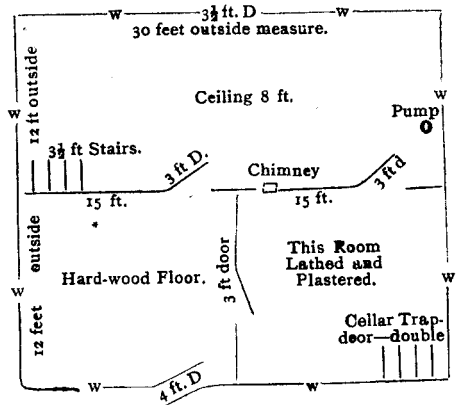 W 3½ ft. D W
30 feet outside measure.
W
12 ft outside
Ceiling 8 ft.
W
Pump
3½ ft Stairs.
3 ft D.
Chimney
3 ft d
15 ft.
15 ft.
outside
Hard-wood Floor.
3 ft door
This Room
Lathed and
Plastered.
W
W
12 feet
Cellar Trap-
door—double
W
4 ft. D
W